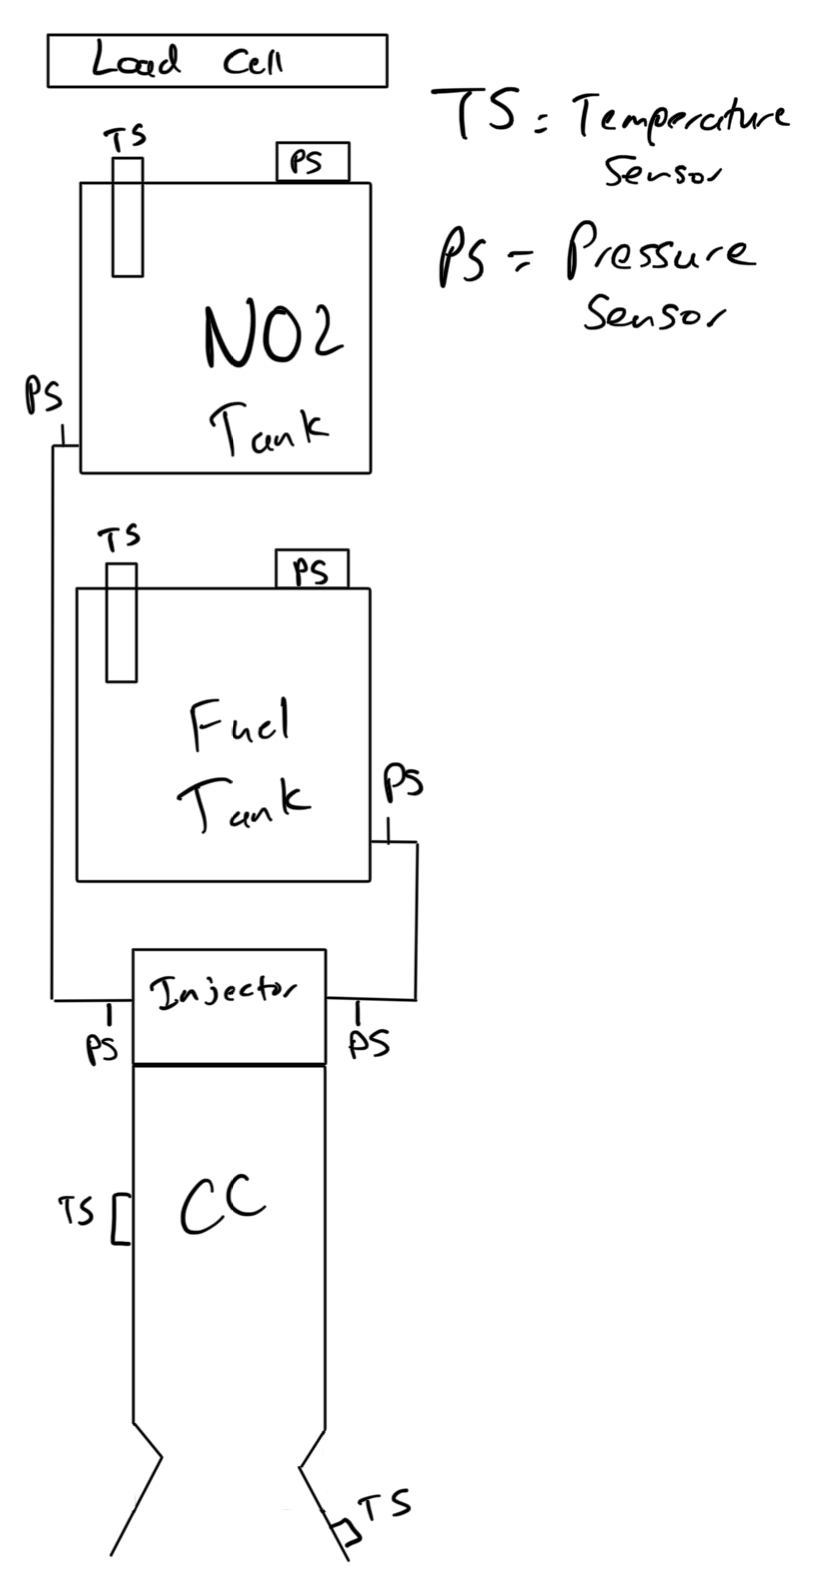 Load Cell
TS = Temperature
Sensor
PS = Pressure
Sensor
TS
PS
NO2
Tank
PS
TS
PS
Fuel
Tank
PS
Injector
PS
PS
TS
CC
TS